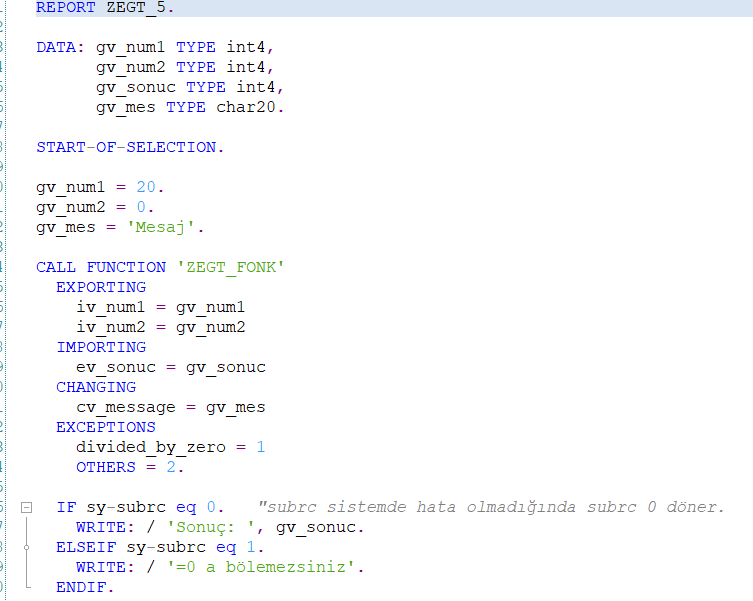 REPORT ZEGT_5.
DATA: gv_num1 TYPE int4,
gv_num2 TYPE int4,
gv_sonuc TYPE int4,
gv_mes TYPE char20.
START-OF-SELECTION.
gv_num1 = 20.
gv_num2 = 0.
gv_mes = 'Mesaj'.
CALL FUNCTION 'ZEGT_FONK'
EXPORTING
iv_num1 = gv_num1
iv_num2 = gv_num2
IMPORTING
ev_sonuc = gv_sonuc
CHANGING
cv_message = gv_mes
EXCEPTIONS
divided_by_zero = 1
OTHERS = 2.
IF sy-subrc eq 0. "subrc sistemde hata olmadığında subrc 0 döner.
WRITE: / 'Sonuç: ', gv_sonuc.
ELSEIF sy-subrc eq 1.
WRITE: / '=0 a bölemezsiniz'.
ENDIF.